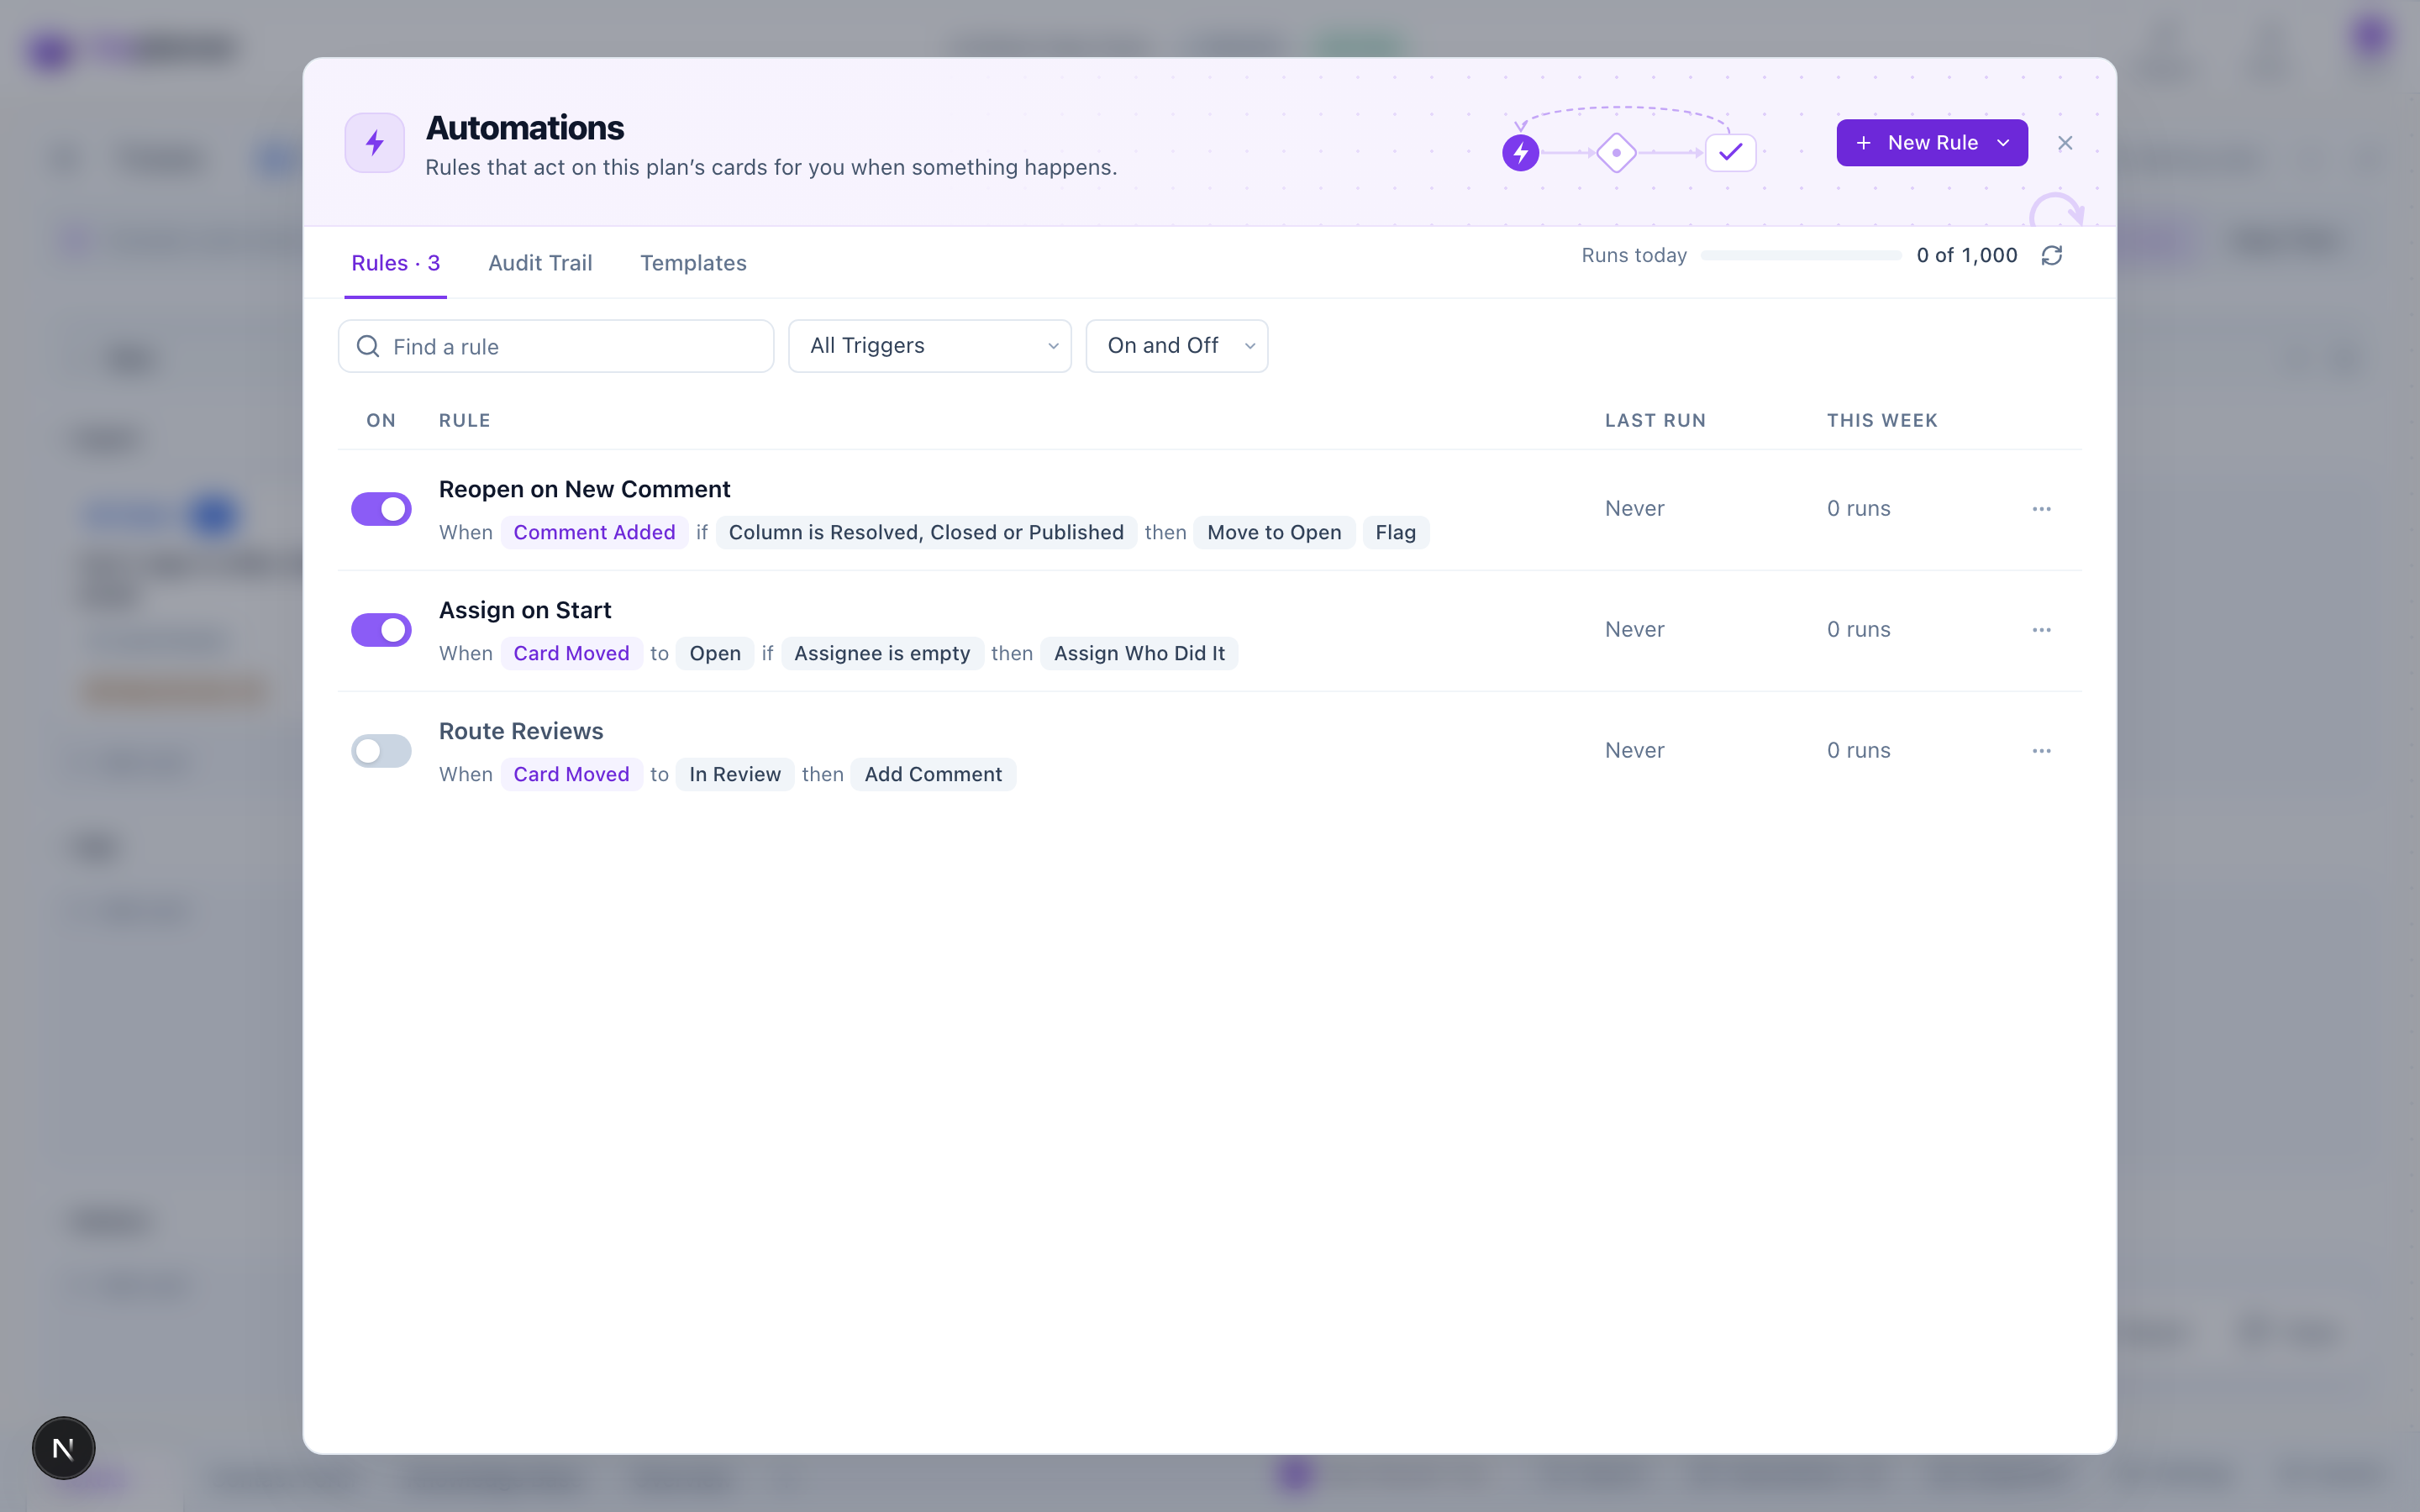 Automations
Rules that act on this plan’s cards for you when something happens.
New Rule
Rules · 3
Audit Trail
Templates
Runs today
0 of 1,000
Find a rule
All Triggers
On and Off
ON
RULE
LAST RUN
THIS WEEK
Reopen on New Comment
When Comment Added if Column is Resolved, Closed or Published then Move to Open Flag
Never
0 runs
Assign on Start
When Card Moved to Open if Assignee is empty then Assign Who Did It
Never
0 runs
Route Reviews
When Card Moved to In Review then Add Comment
Never
0 runs
N